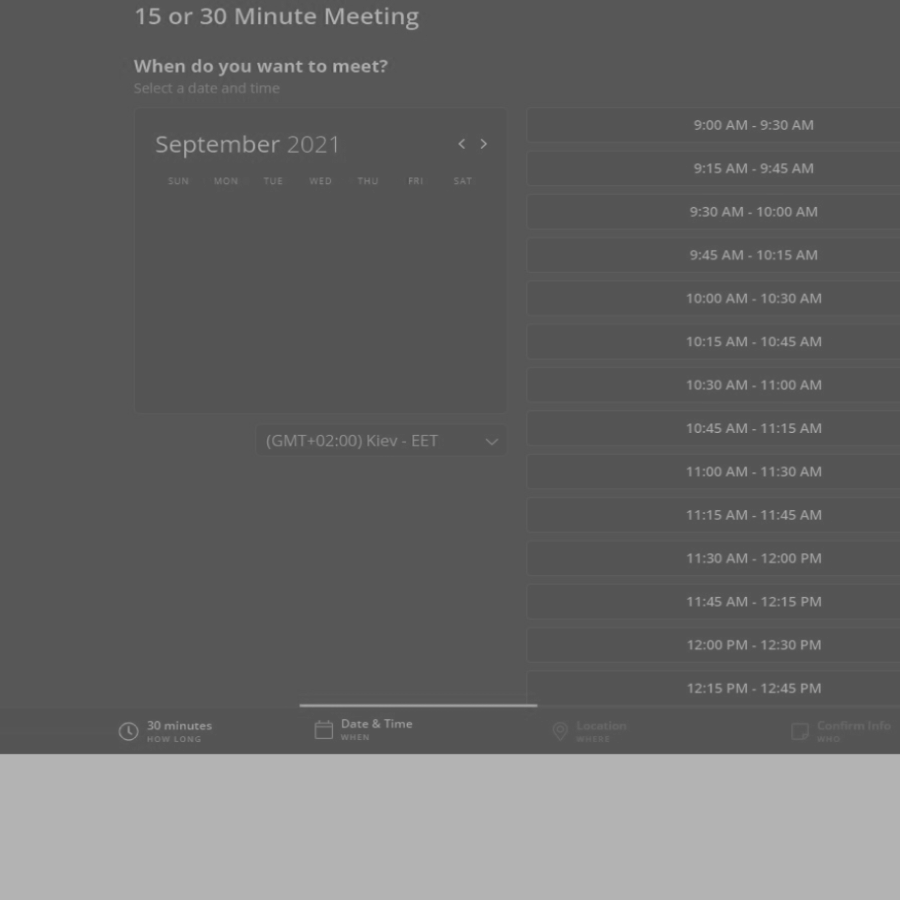 15 or 30 Minute Meeting
When do you want to meet?
Select a date and time
September 2021
SUN MON TUE WED THU FRI SAT
(GMT+02:00) Kiev - EET
9:00 AM - 9:30 AM
9:15 AM - 9:45 AM
9:30 AM - 10:00 AM
9:45 AM - 10:15 AM
10:00 AM - 10:30 AM
10:15 AM - 10:45 AM
10:30 AM - 11:00 AM
10:45 AM - 11:15 AM
11:00 AM - 11:30 AM
11:15 AM - 11:45 AM
11:30 AM - 12:00 PM
11:45 AM - 12:15 PM
12:00 PM - 12:30 PM
12:15 PM - 12:45 PM
30 minutes
HOW LONG
Date & Time
WHEN
Location
WHERE
Confirm Info
WHO